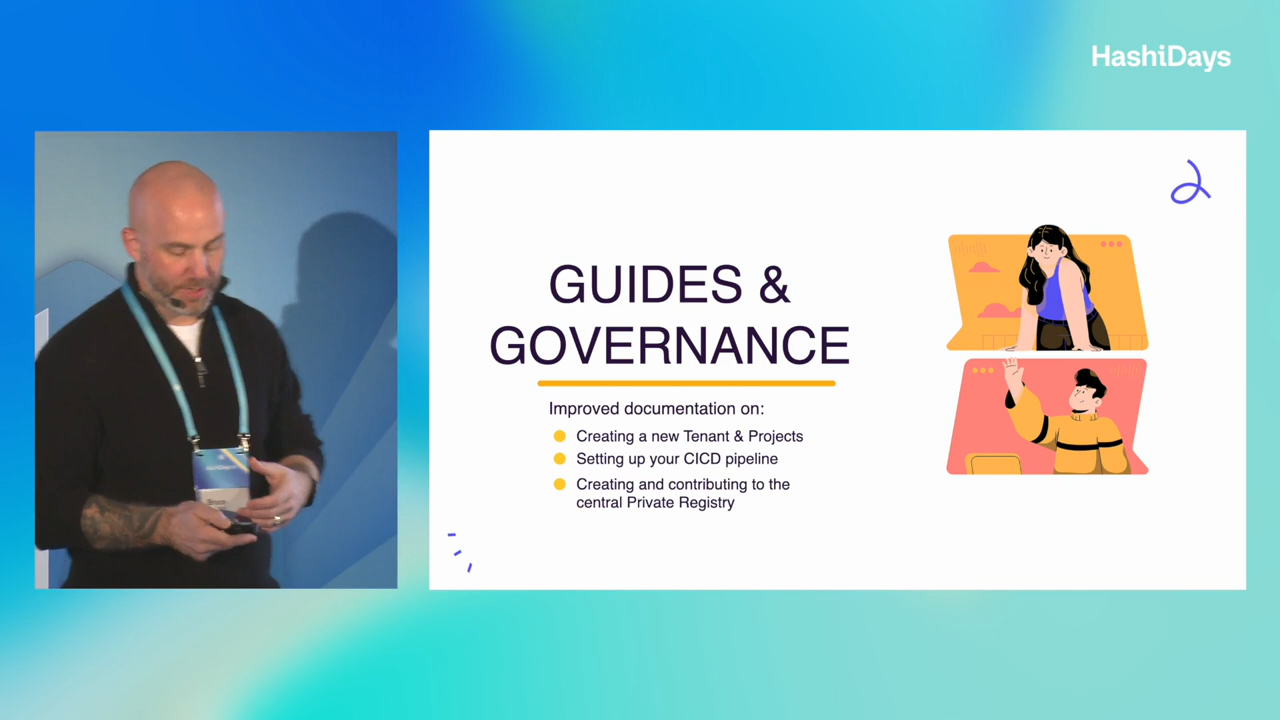 HashiDays
GUIDES &
GOVERNANCE
Improved documentation on:
Creating a new Tenant & Projects
Setting up your CICD pipeline
Creating and contributing to the
central Private Registry